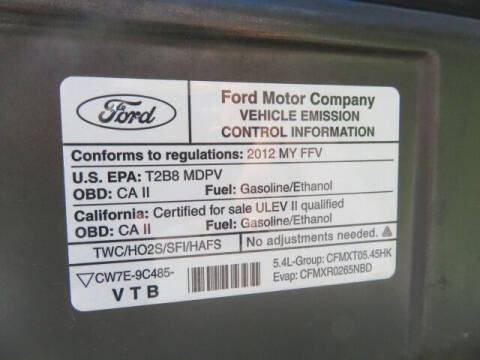 Ford
Ford Motor Company
VEHICLE EMISSION
CONTROL INFORMATION
Conforms to regulations: 2012 MY FFV
U.S. EPA: T2B8 MDPV
OBD: CA II Fuel: Gasoline/Ethanol
California: Certified for sale ULEV II qualified
OBD: CA II Fuel: Gasoline/Ethanol
TWC/HO2S/SFI/HAFS
No adjustments needed.
CW7E-9C485-
VTB
5.4L-Group: CFMXT05.45HK
Evap: CFMXR0265NBD